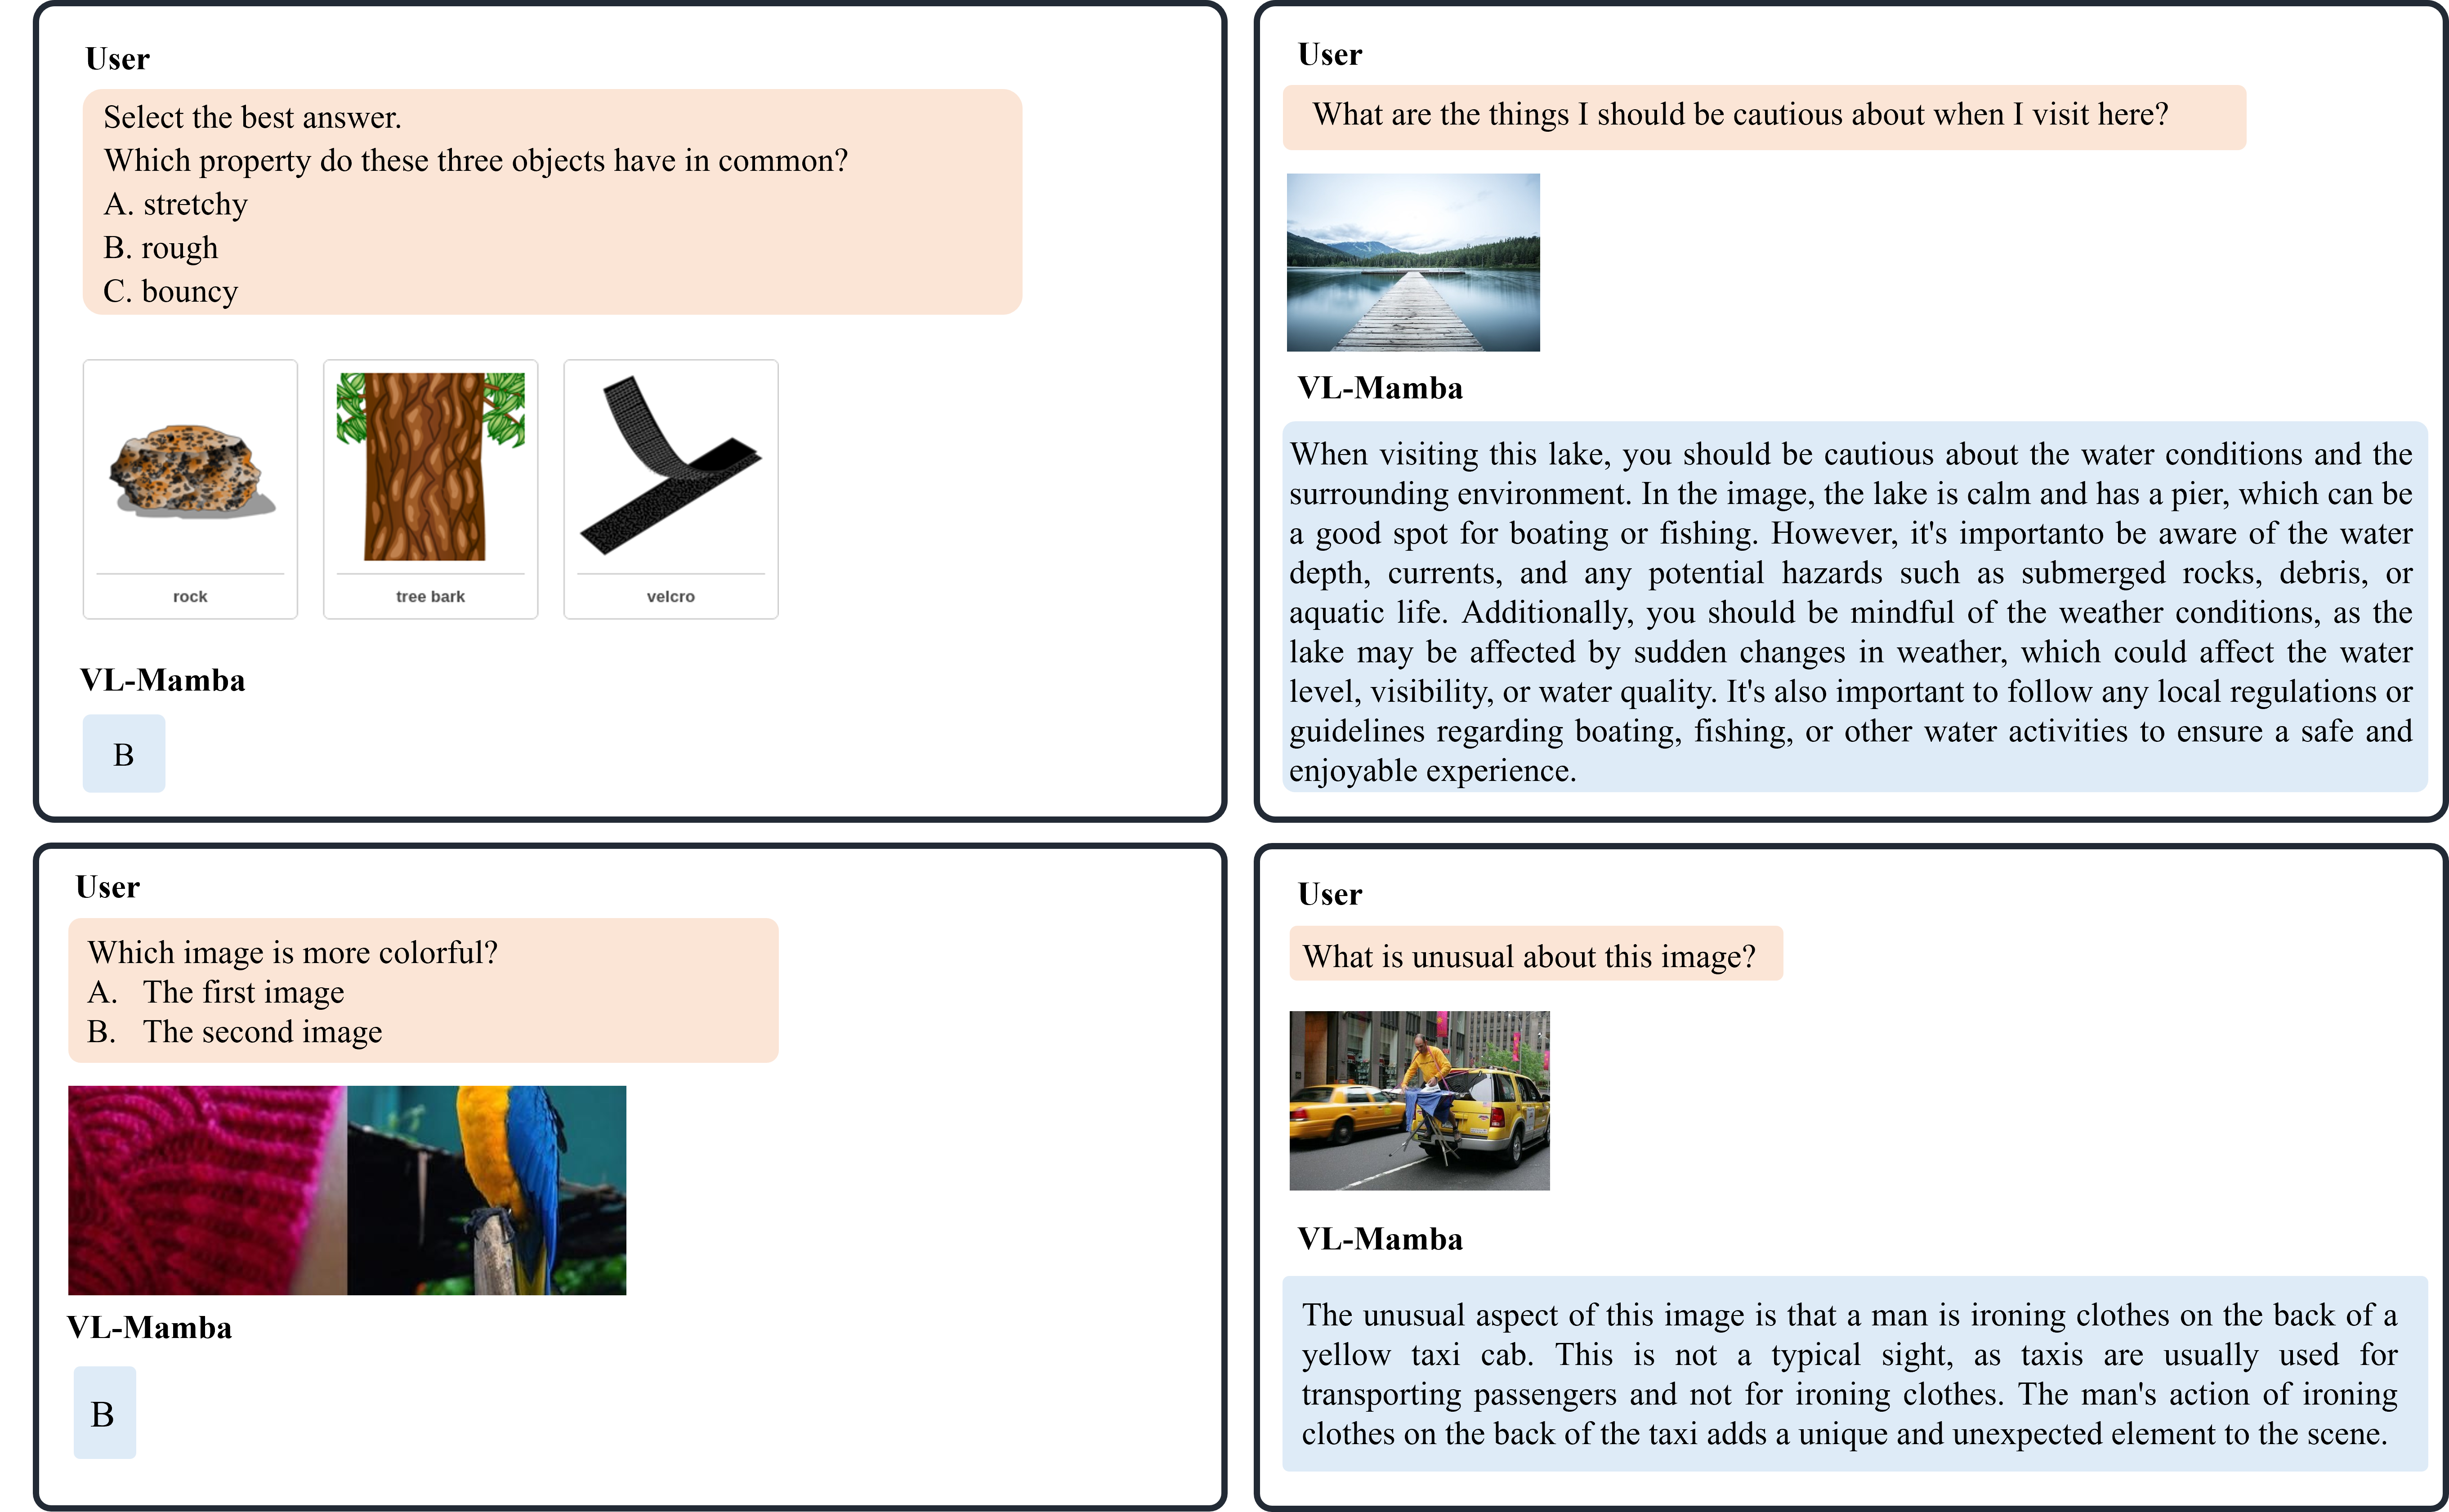 User
Select the best answer.
Which property do these three objects have in common?
A. stretchy
B. rough
C. bouncy
rock
tree bark
velcro
VL-Mamba
B
User
What are the things I should be cautious about when I visit here?
VL-Mamba
When visiting this lake, you should be cautious about the water conditions and the
surrounding environment. In the image, the lake is calm and has a pier, which can be
a good spot for boating or fishing. However, it's importanto be aware of the water
depth, currents, and any potential hazards such as submerged rocks, debris, or
aquatic life. Additionally, you should be mindful of the weather conditions, as the
lake may be affected by sudden changes in weather, which could affect the water
level, visibility, or water quality. It's also important to follow any local regulations or
guidelines regarding boating, fishing, or other water activities to ensure a safe and
enjoyable experience.
User
Which image is more colorful?
A. The first image
B. The second image
VL-Mamba
B
User
What is unusual about this image?
VL-Mamba
The unusual aspect of this image is that a man is ironing clothes on the back of a
yellow taxi cab. This is not a typical sight, as taxis are usually used for
transporting passengers and not for ironing clothes. The man's action of ironing
clothes on the back of the taxi adds a unique and unexpected element to the scene.